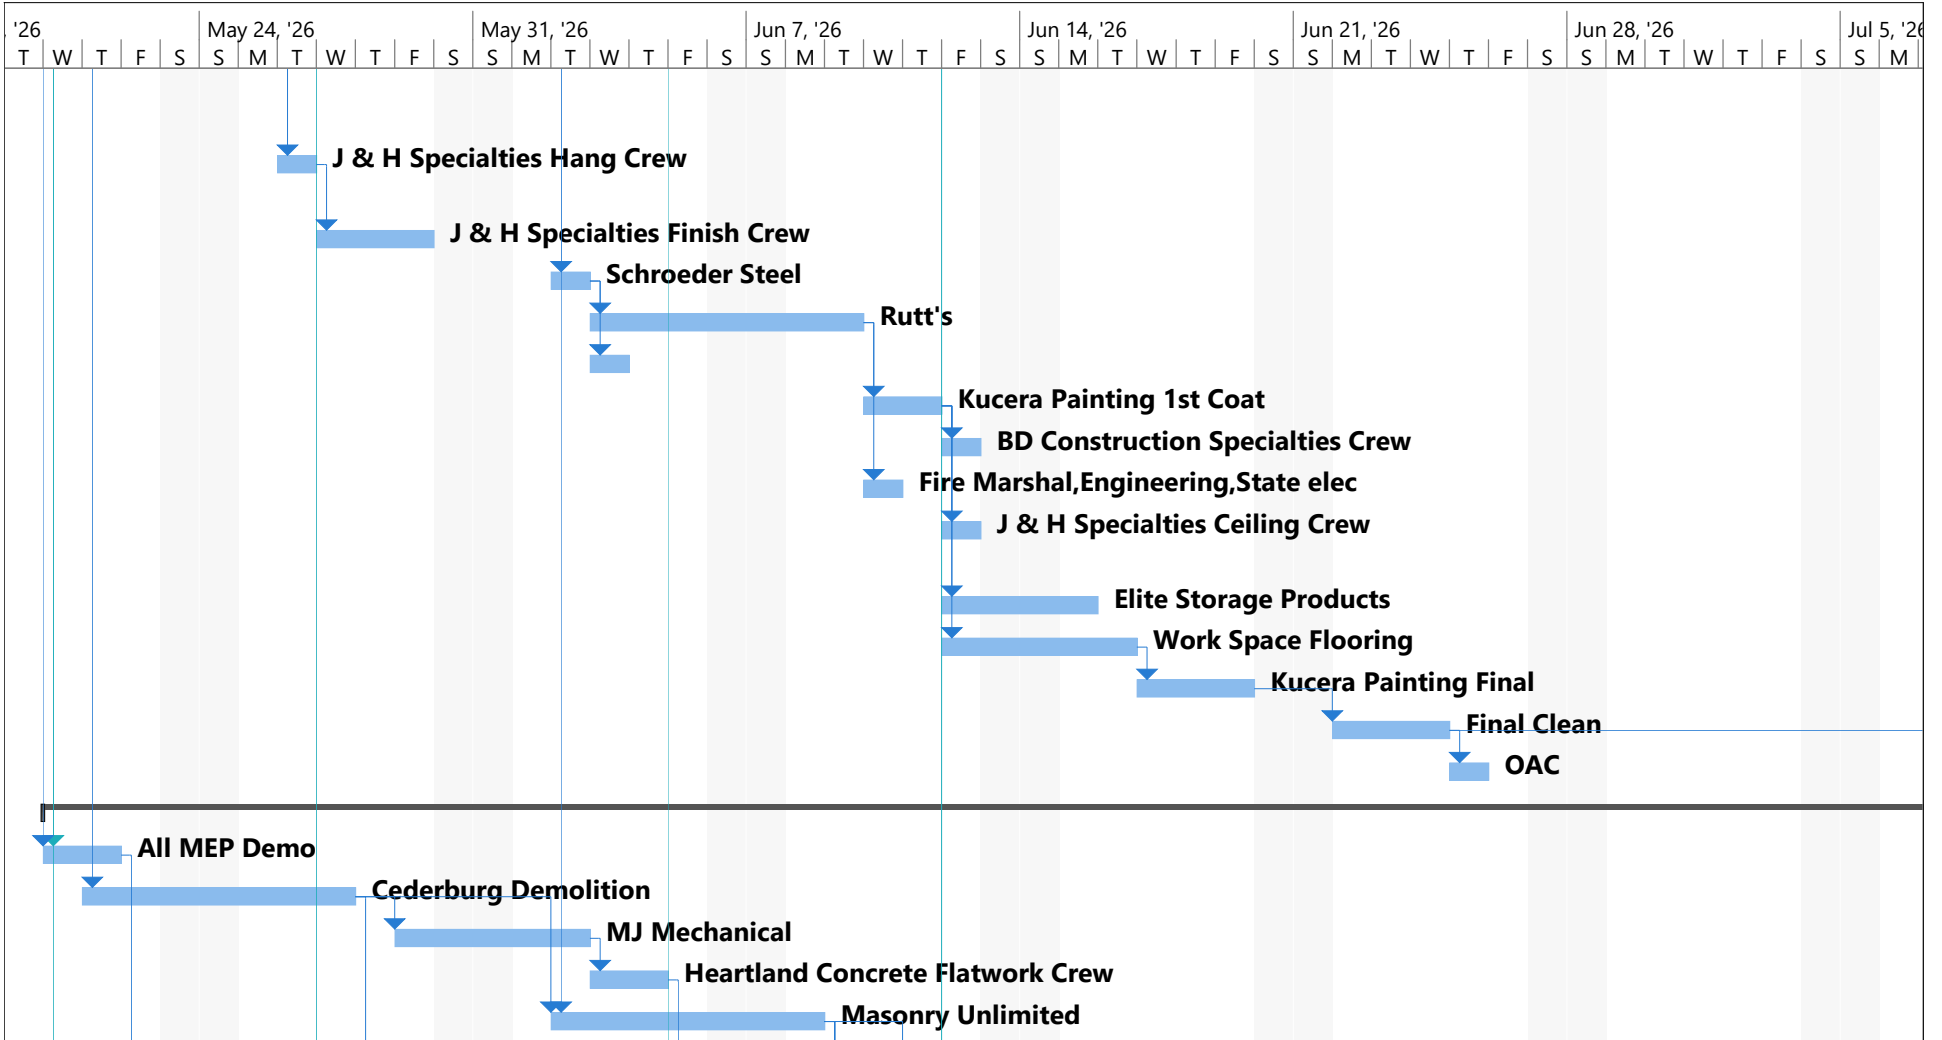 , '26 May 24, '26 May 31, '26 Jun 7, '26 Jun 14, '26 Jun 21, '26 Jun 28, '26 Jul 5, '26
T W T F S S M T W T F S S M T W T F S S M T W T F S S M T W T F S S M T W T F S S M T W T F S S M
J & H Specialties Hang Crew
J & H Specialties Finish Crew
Schroeder Steel
Rutt's
Kucera Painting 1st Coat
BD Construction Specialties Crew
Fire Marshal,Engineering,State elec
J & H Specialties Ceiling Crew
Elite Storage Products
Work Space Flooring
Kucera Painting Final
Final Clean
OAC
All MEP Demo
Cederburg Demolition
MJ Mechanical
Heartland Concrete Flatwork Crew
Masonry Unlimited